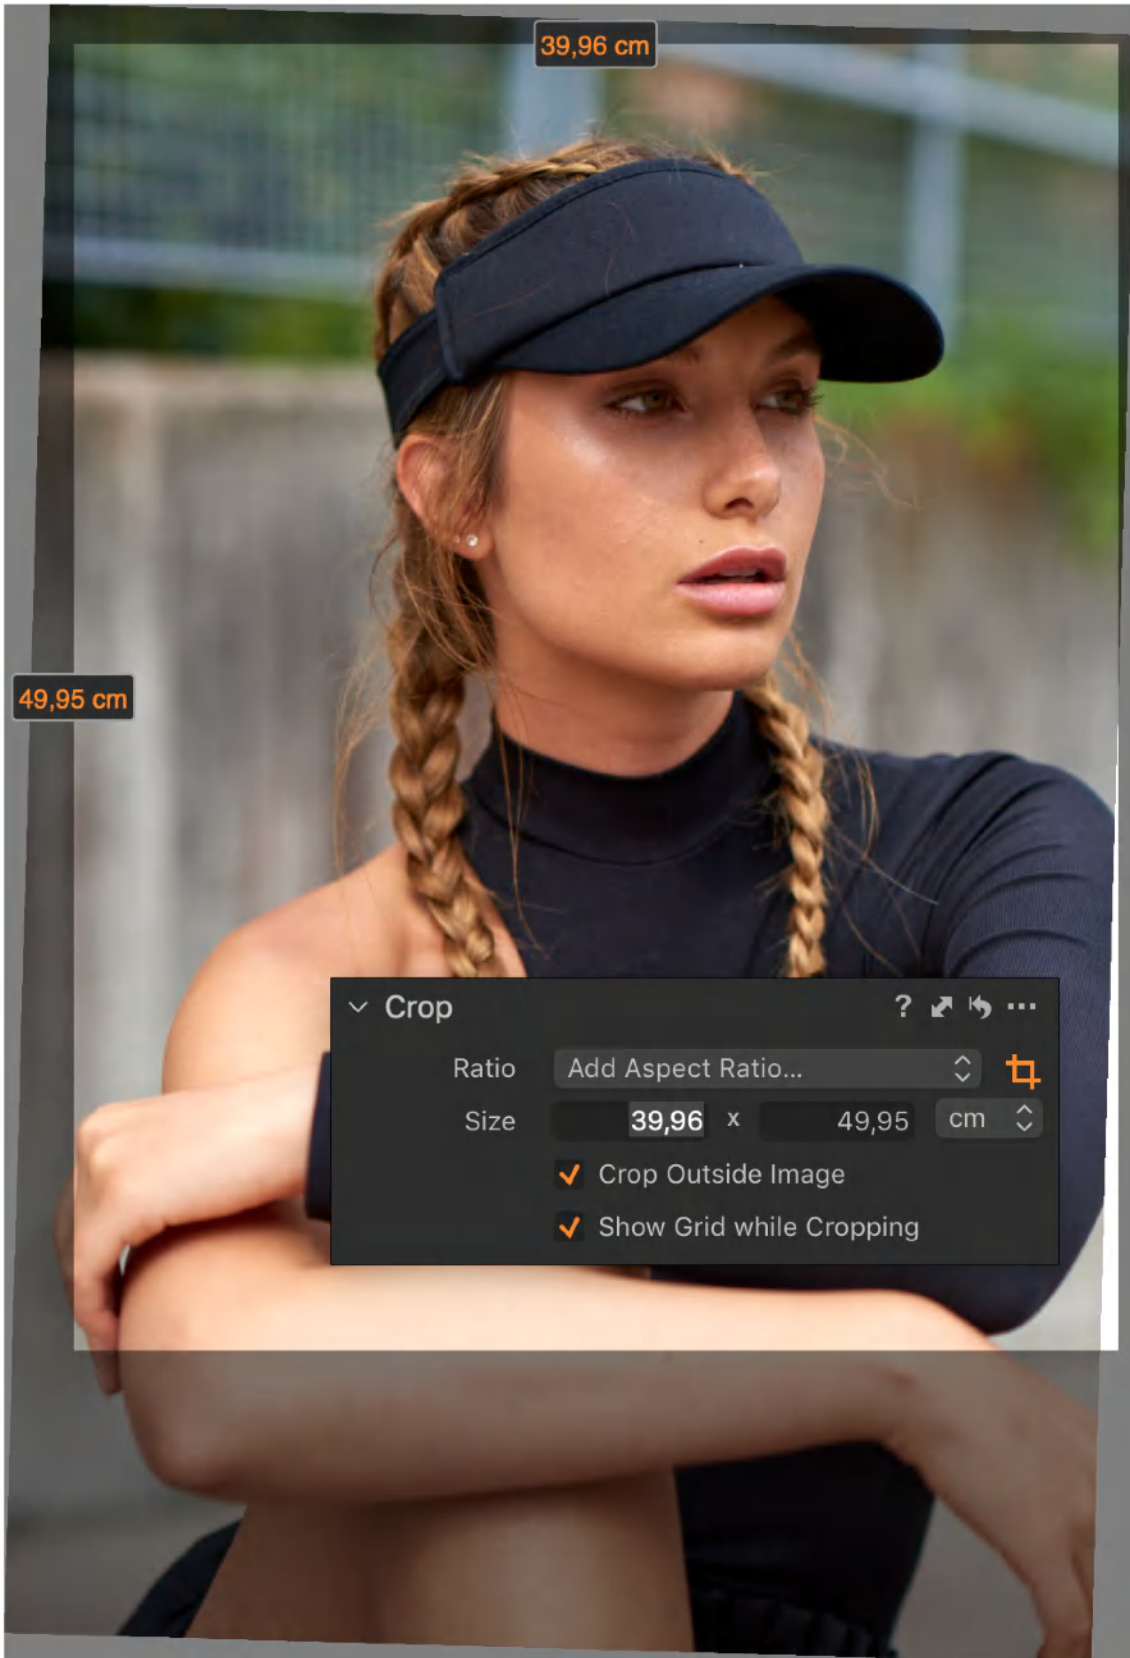 39,96 cm
49,95 cm
Crop ?
Ratio Add Aspect Ratio...
Size 39,96 x 49,95 cm
Crop Outside Image
Show Grid while Cropping